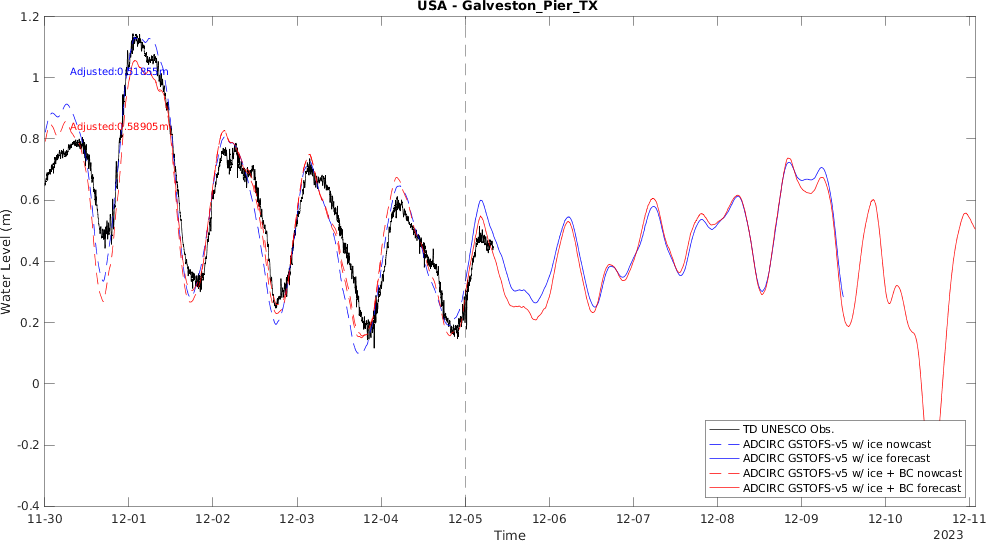 USA - Galveston_Pier_TX
1.2
1
0.8
0.6
0.4
0.2
0
-0.2
-0.4
Water Level (m)
Adjusted:0.51855m
Adjusted:0.58905m
TD UNESCO Obs.
ADCIRC GSTOFS-v5 w/ ice nowcast
ADCIRC GSTOFS-v5 w/ ice forecast
ADCIRC GSTOFS-v5 w/ ice + BC nowcast
ADCIRC GSTOFS-v5 w/ ice + BC forecast
11-30 12-01 12-02 12-03 12-04 12-05 12-06 12-07 12-08 12-09 12-10 12-11
Time
2023